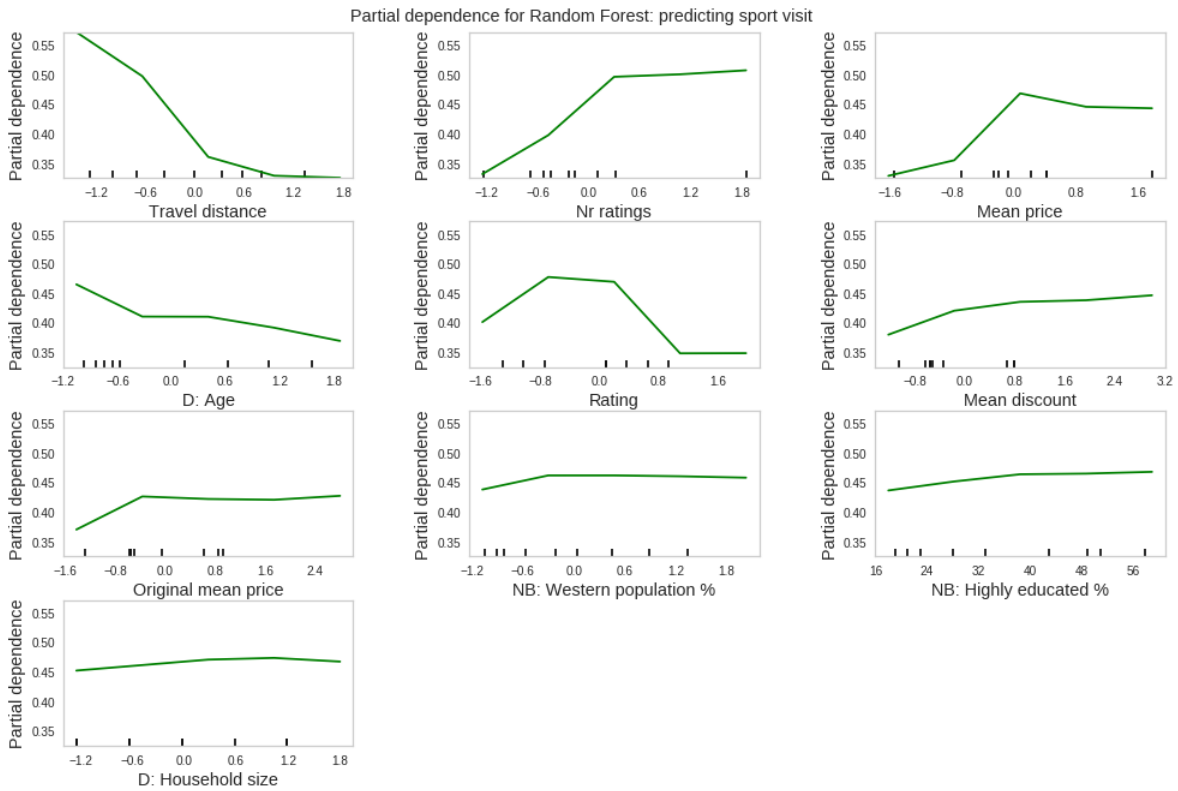 Partial dependence for Random Forest: predicting sport visit
Partial dependence
0.55
0.50
0.45
0.40
0.35
−1.2 −0.6 0.0 0.6 1.2 1.8
Travel distance
Partial dependence
0.55
0.50
0.45
0.40
0.35
−1.2 −0.6 0.0 0.6 1.2 1.8
Nr ratings
Partial dependence
0.55
0.50
0.45
0.40
0.35
−1.6 −0.8 0.0 0.8 1.6
Mean price
Partial dependence
0.55
0.50
0.45
0.40
0.35
−1.2 −0.6 0.0 0.6 1.2 1.8
D: Age
Partial dependence
0.55
0.50
0.45
0.40
0.35
−1.6 −0.8 0.0 0.8 1.6
Rating
Partial dependence
0.55
0.50
0.45
0.40
0.35
−0.8 0.0 0.8 1.6 2.4 3.2
Mean discount
Partial dependence
0.55
0.50
0.45
0.40
0.35
−1.6 −0.8 0.0 0.8 1.6 2.4
Original mean price
Partial dependence
0.55
0.50
0.45
0.40
0.35
−1.2 −0.6 0.0 0.6 1.2 1.8
NB: Western population %
Partial dependence
0.55
0.50
0.45
0.40
0.35
16 24 32 40 48 56
NB: Highly educated %
Partial dependence
0.55
0.50
0.45
0.40
0.35
−1.2 −0.6 0.0 0.6 1.2 1.8
D: Household size